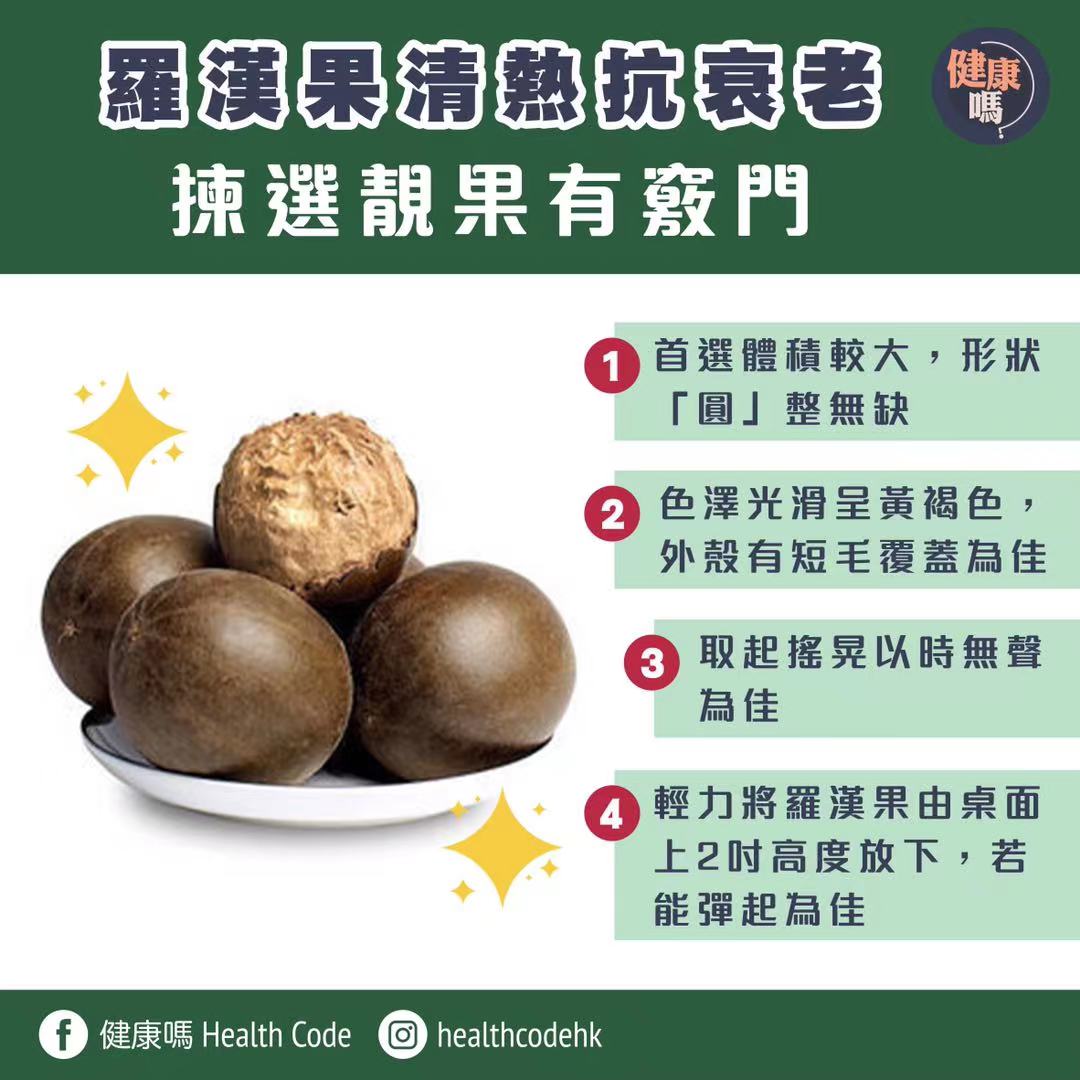 羅漢果清熱抗衰老
健康
嗎?
揀選靚果有竅門
1 首選體積較大，形狀
「圓」整無缺
2 色澤光滑呈黃褐色，
外殼有短毛覆蓋為佳
3 取起搖晃以時無聲
為佳
4 輕力將羅漢果由桌面
上2吋高度放下，若
能彈起為佳
f 健康嗎 Health Code healthcodehk